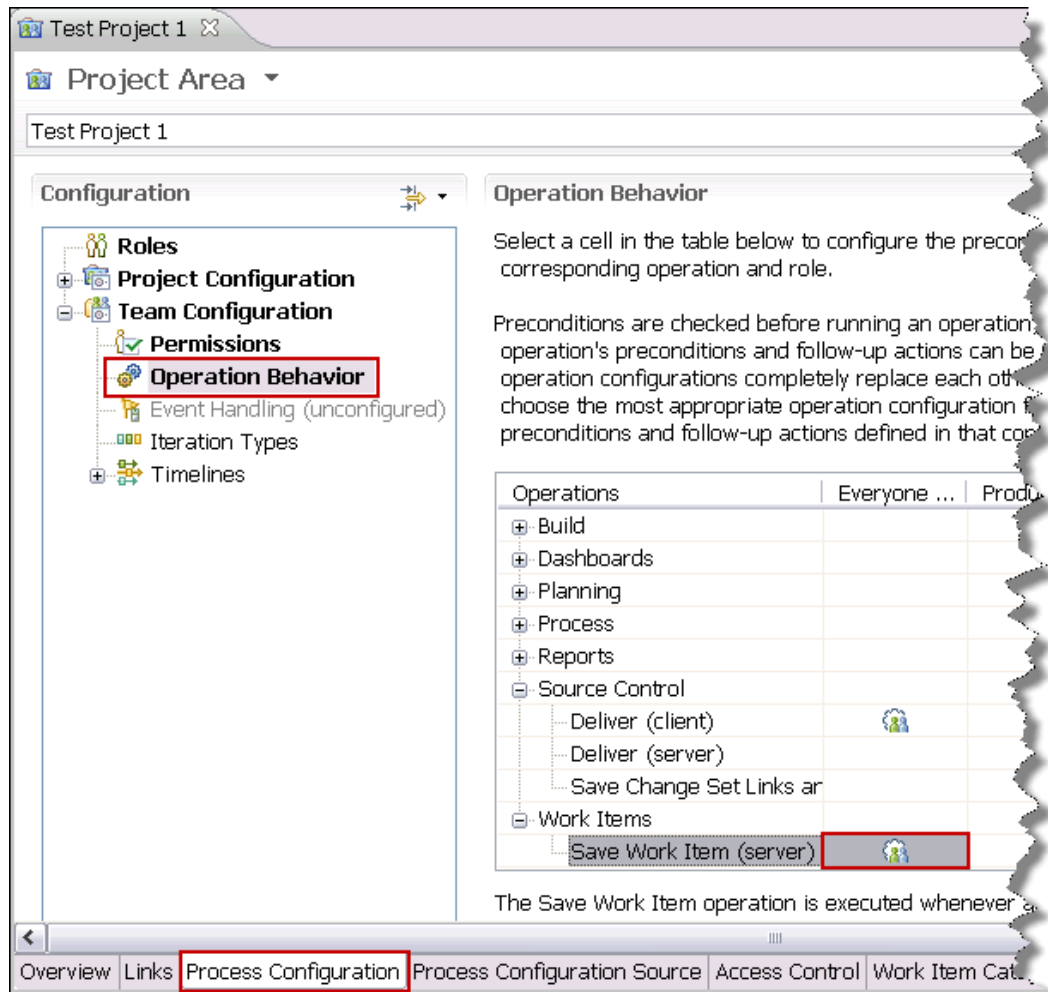 Test Project 1
Project Area
Test Project 1
Configuration
Roles
Project Configuration
Team Configuration
Permissions
Operation Behavior
Event Handling (unconfigured)
Iteration Types
Timelines
Operation Behavior
Select a cell in the table below to configure the
corresponding operation and role.
Preconditions are checked before running an operation,
operation's preconditions and follow-up actions can be
operation configurations completely replace each
choose the most appropriate operation configuration
preconditions and follow-up actions defined in that
Operations Everyone ...
Build
Dashboards
Planning
Process
Reports
Source Control
Deliver (client)
Deliver (server)
Save Change Set Links ar
Work Items
Save Work Item (server)
The Save Work Item operation is executed whenever
Overview Links Process Configuration Process Configuration Source Access Control Work Item